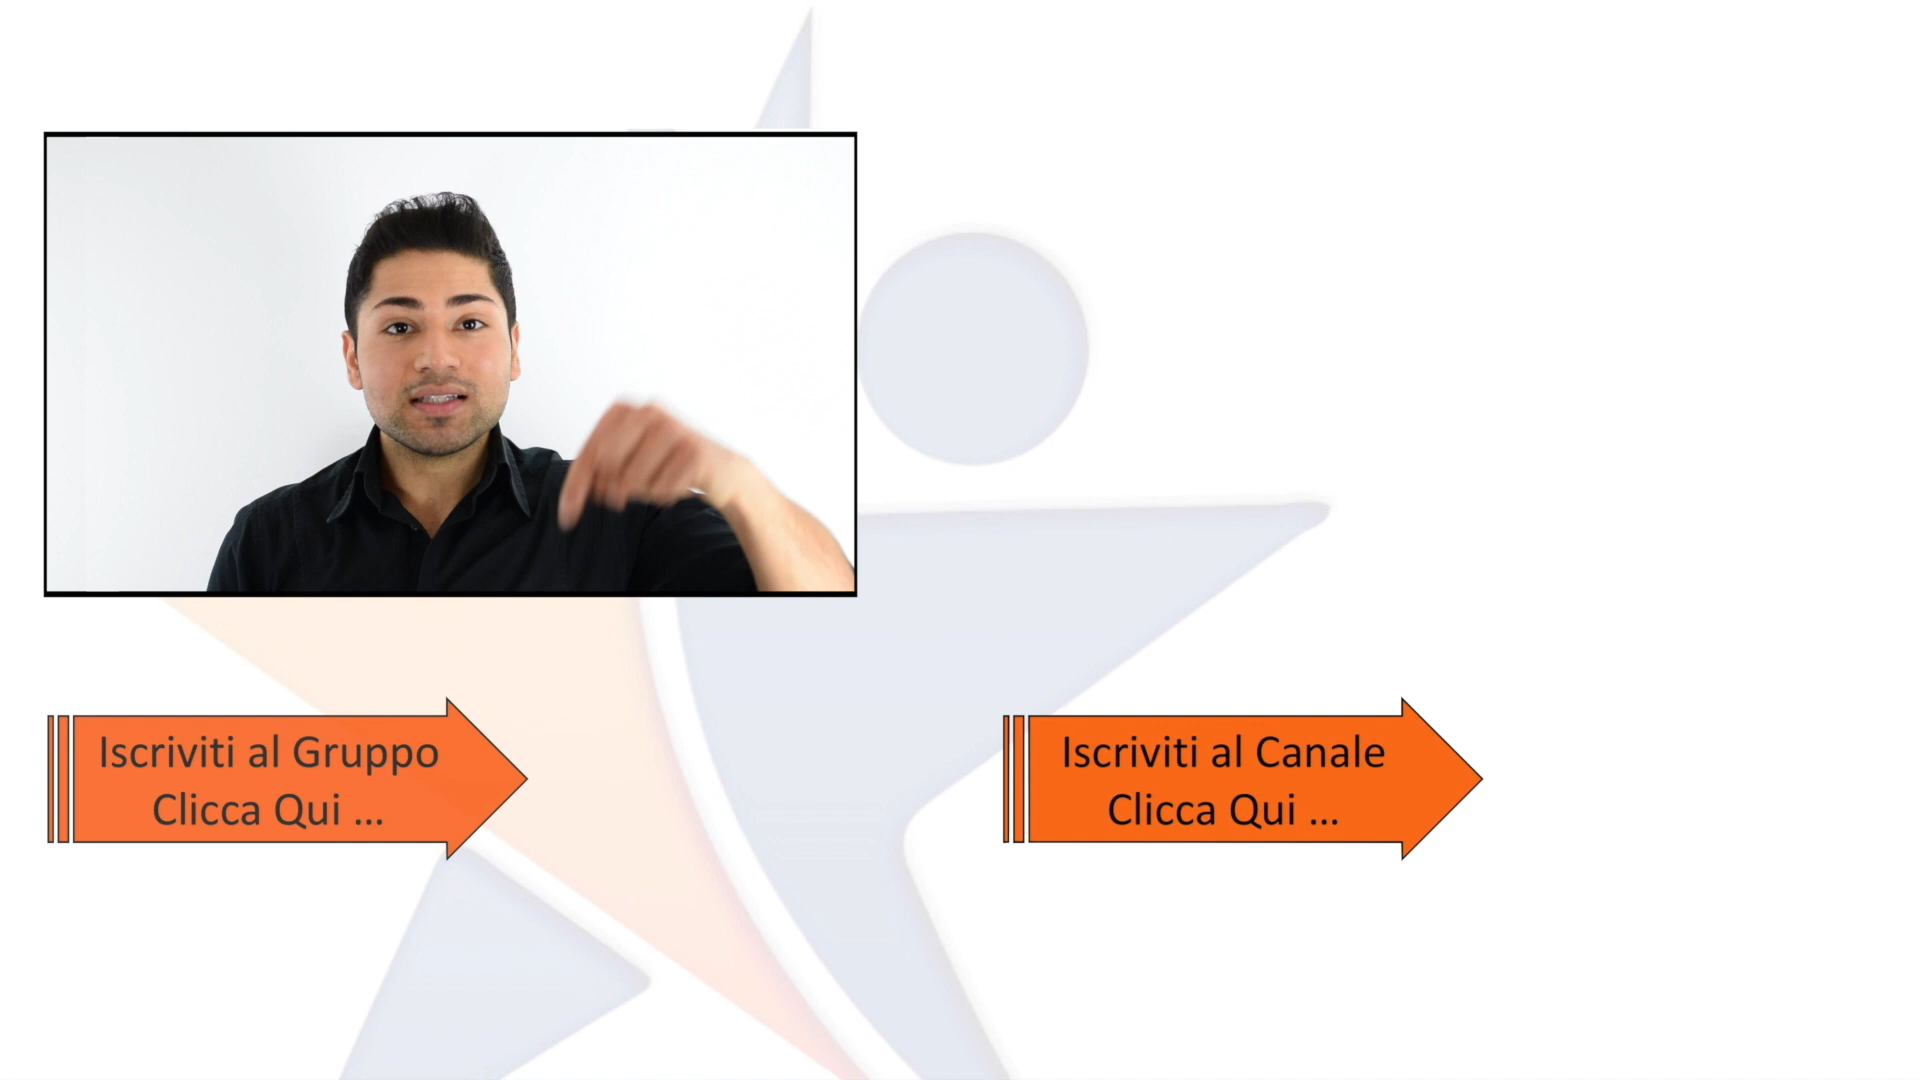 Iscriviti al Gruppo
Clicca Qui ...
Iscriviti al Canale
Clicca Qui ...